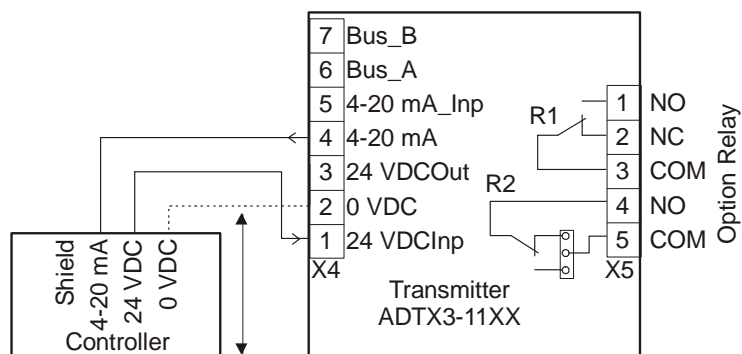 7 Bus_B
6 Bus_A
5 4-20 mA_Inp
4 4-20 mA
3 24 VDCOut
2 0 VDC
1 24 VDCInp
X4
R1
R2
1 NO
2 NC
3 COM
4 NO
5 COM
X5
Option Relay
Transmitter
ADTX3-11XX
Shield
4-20 mA
24 VDC
0 VDC
Controller